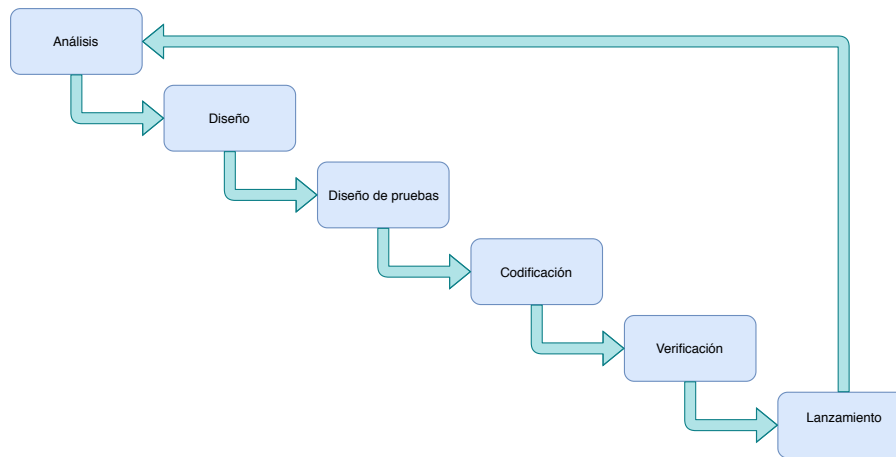 Análisis
Diseño
Diseño de pruebas
Codificación
Verificación
Lanzamiento